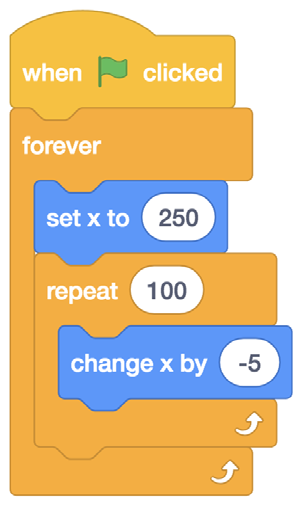 when clicked
forever
set x to 250
repeat 100
change x by -5